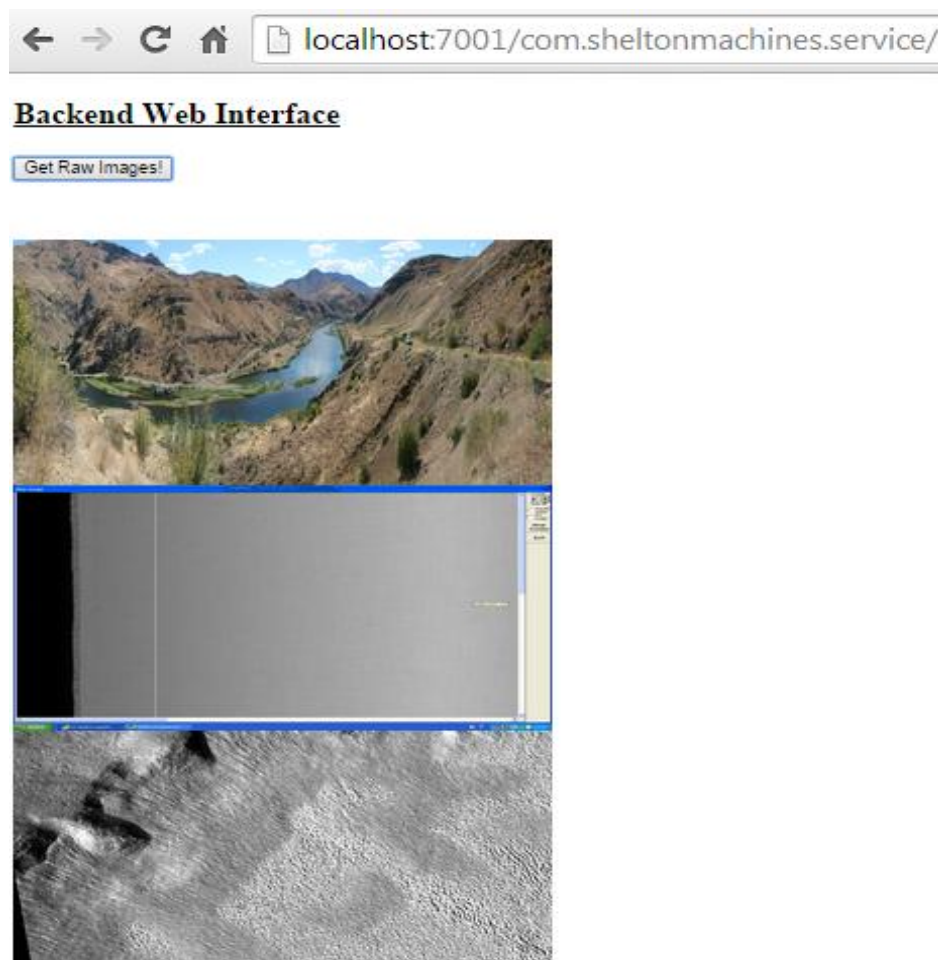 localhost:7001/com.sheltonmachines.service/
Backend Web Interface
Get Raw Images!